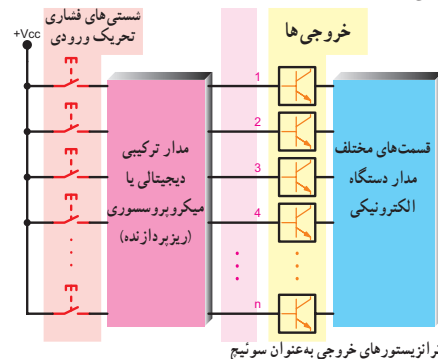 شستی‌های فشاری
تحریک ورودی
خروجی‌ها
+Vcc
1
2
3
4
n
مدار ترکیبی
دیجیتالی یا
میکروپروسسوری
(ریزپردازنده)
قسمت‌های مختلف
مدار دستگاه
الکترونیکی
ترانزیستورهای خروجی به‌عنوان سوئیچ